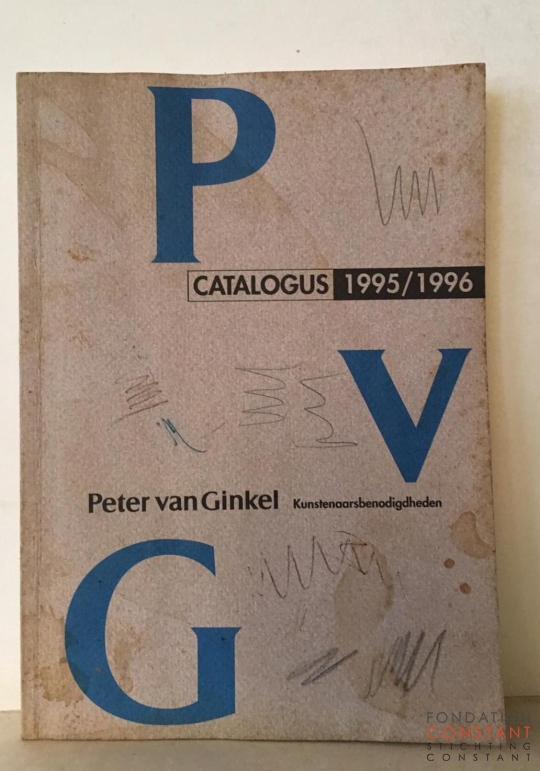 P
CATALOGUS 1995/1996
V
Peter van Ginkel Kunstenaarsbenodigdheden
G
FONDATION
CONSTANT
STICHTING
CONSTANT